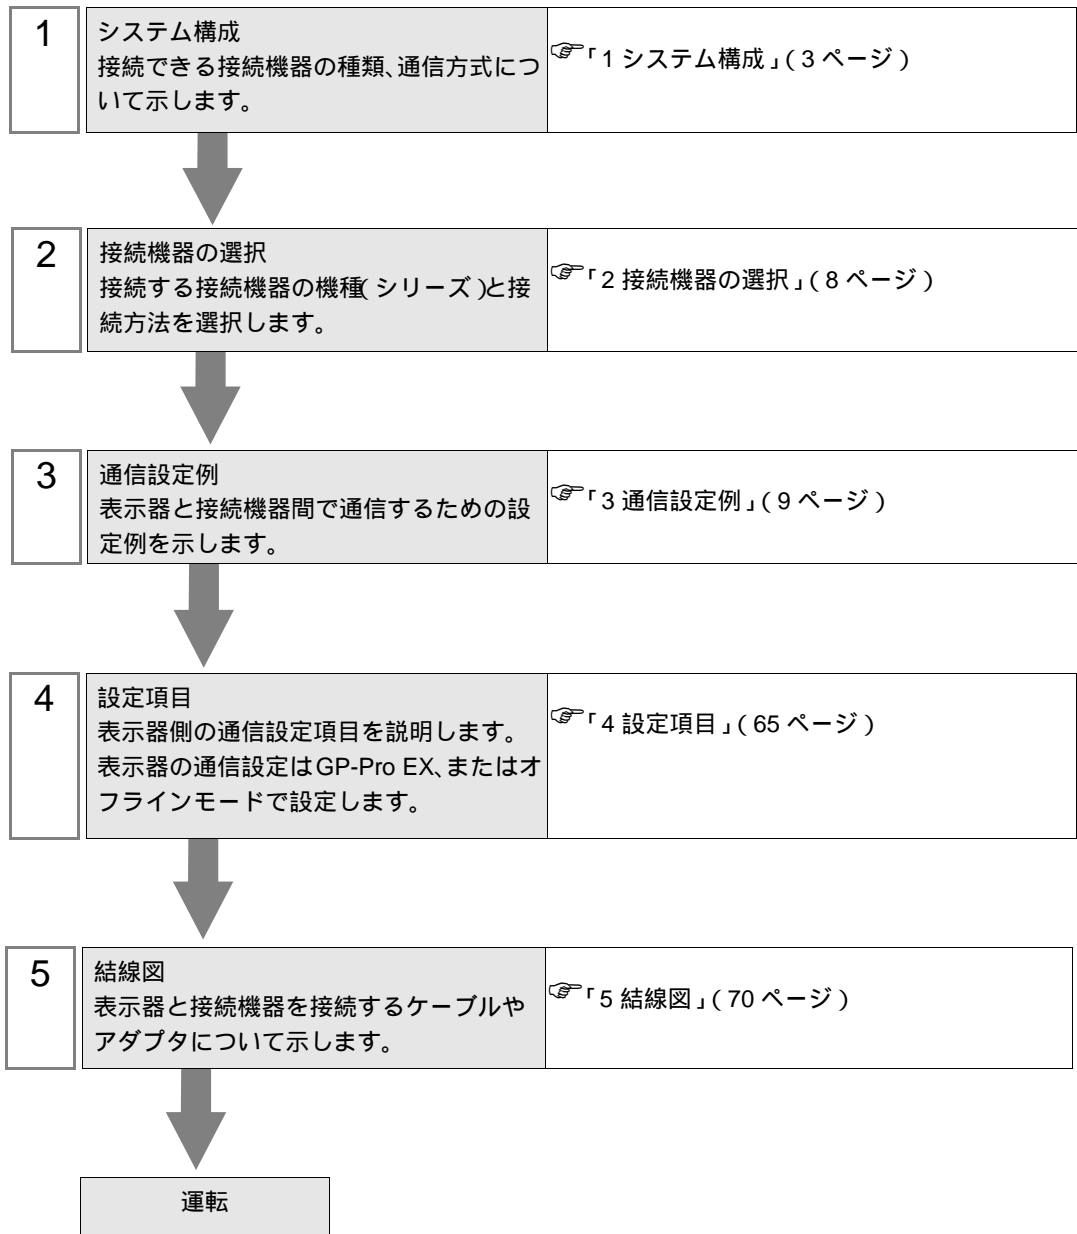 1
システム構成
接続できる接続機器の種類、通信方式につ
いて示します。
☞「1 システム構成」(3 ページ)
2
接続機器の選択
接続する接続機器の機種(シリーズ)と接
続方法を選択します。
☞「2 接続機器の選択」(8 ページ)
3
通信設定例
表示器と接続機器間で通信するための設
定例を示します。
☞「3 通信設定例」(9 ページ)
4
設定項目
表示器側の通信設定項目を説明します。
表示器の通信設定はGP-Pro EX、またはオ
フラインモードで設定します。
☞「4 設定項目」(65 ページ)
5
結線図
表示器と接続機器を接続するケーブルや
アダプタについて示します。
☞「5 結線図」(70 ページ)
運転